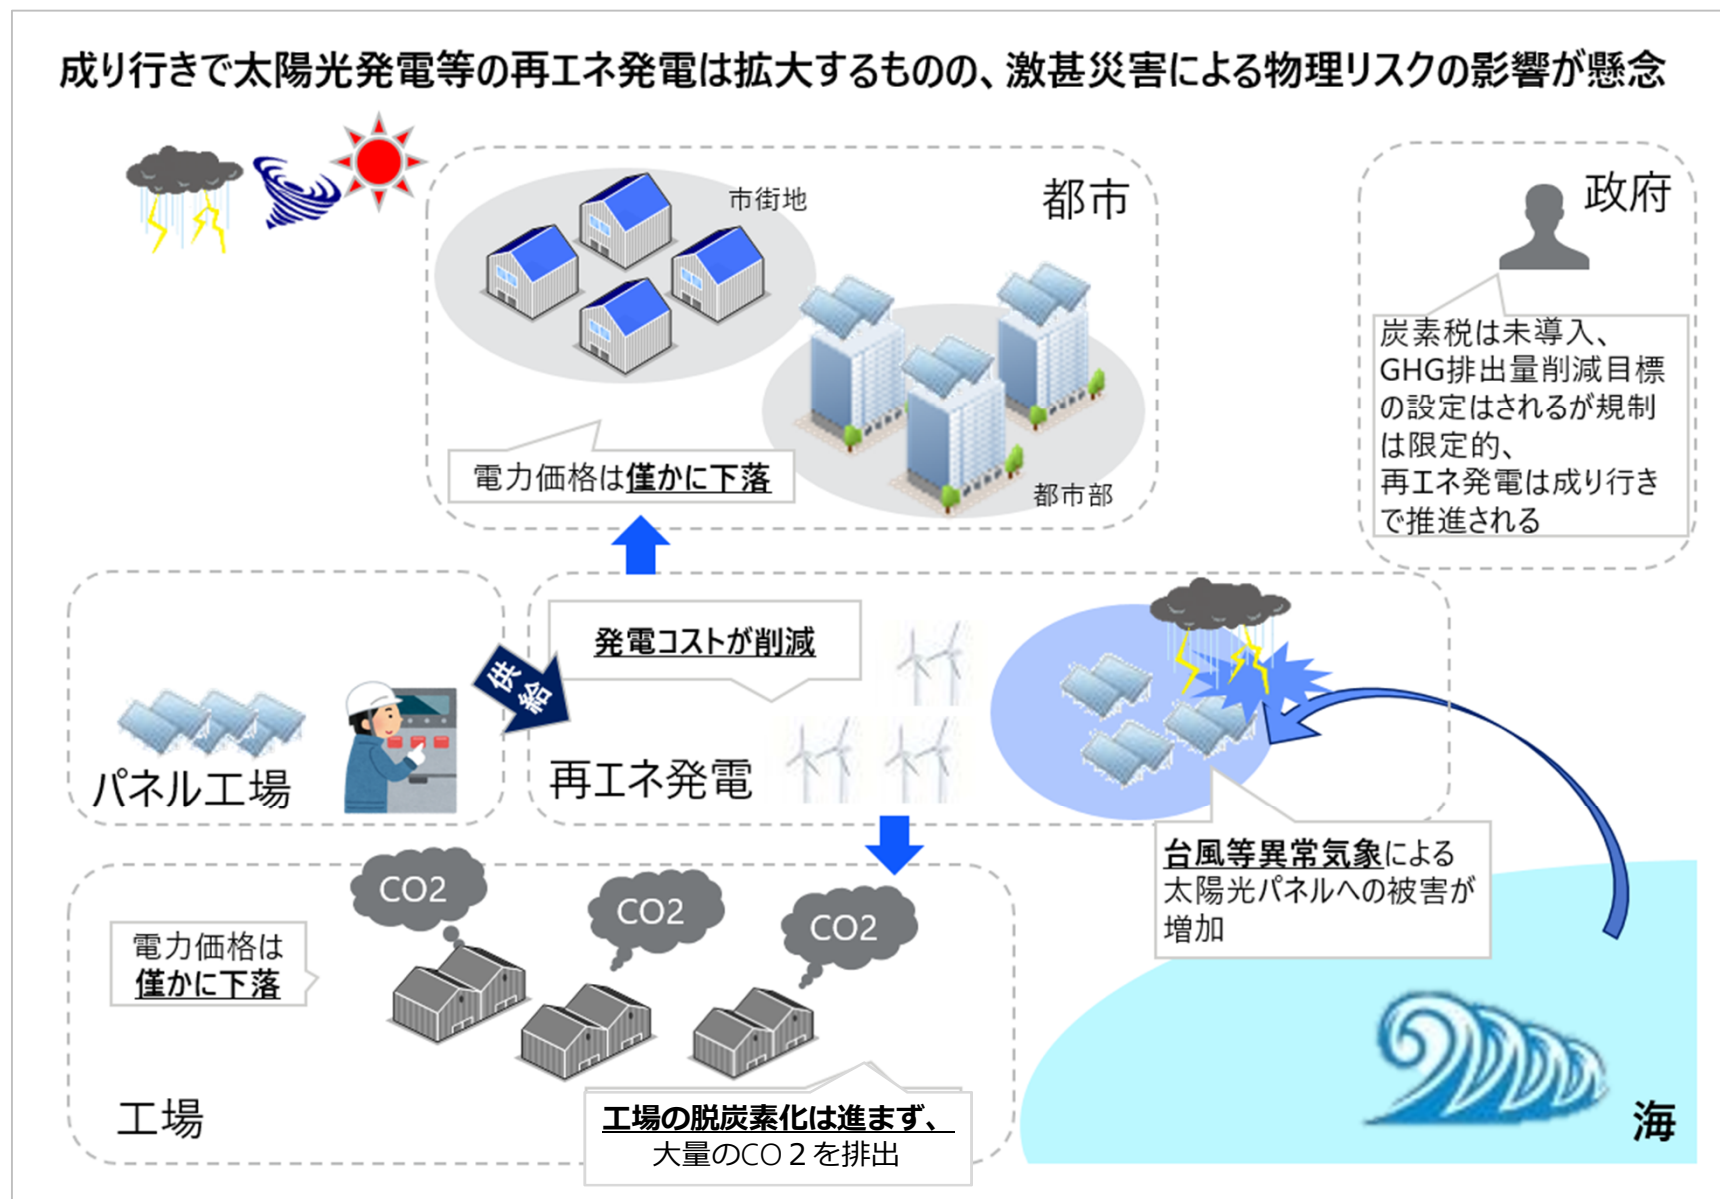 成り行きで太陽光発電等の再エネ発電は拡大するものの、激甚災害による物理リスクの影響が懸念
市街地
都市
政府
炭素税は未導入、
GHG排出量削減目標
の設定はされるが規制
は限定的、
再エネ発電は成り行き
で推進される
電力価格は僅かに下落
都市部
発電コストが削減
供給
パネル工場
再エネ発電
台風等異常気象による
太陽光パネルへの被害が
増加
CO2
CO2
CO2
電力価格は
僅かに下落
工場
工場の脱炭素化は進まず、
大量のCO２を排出
海